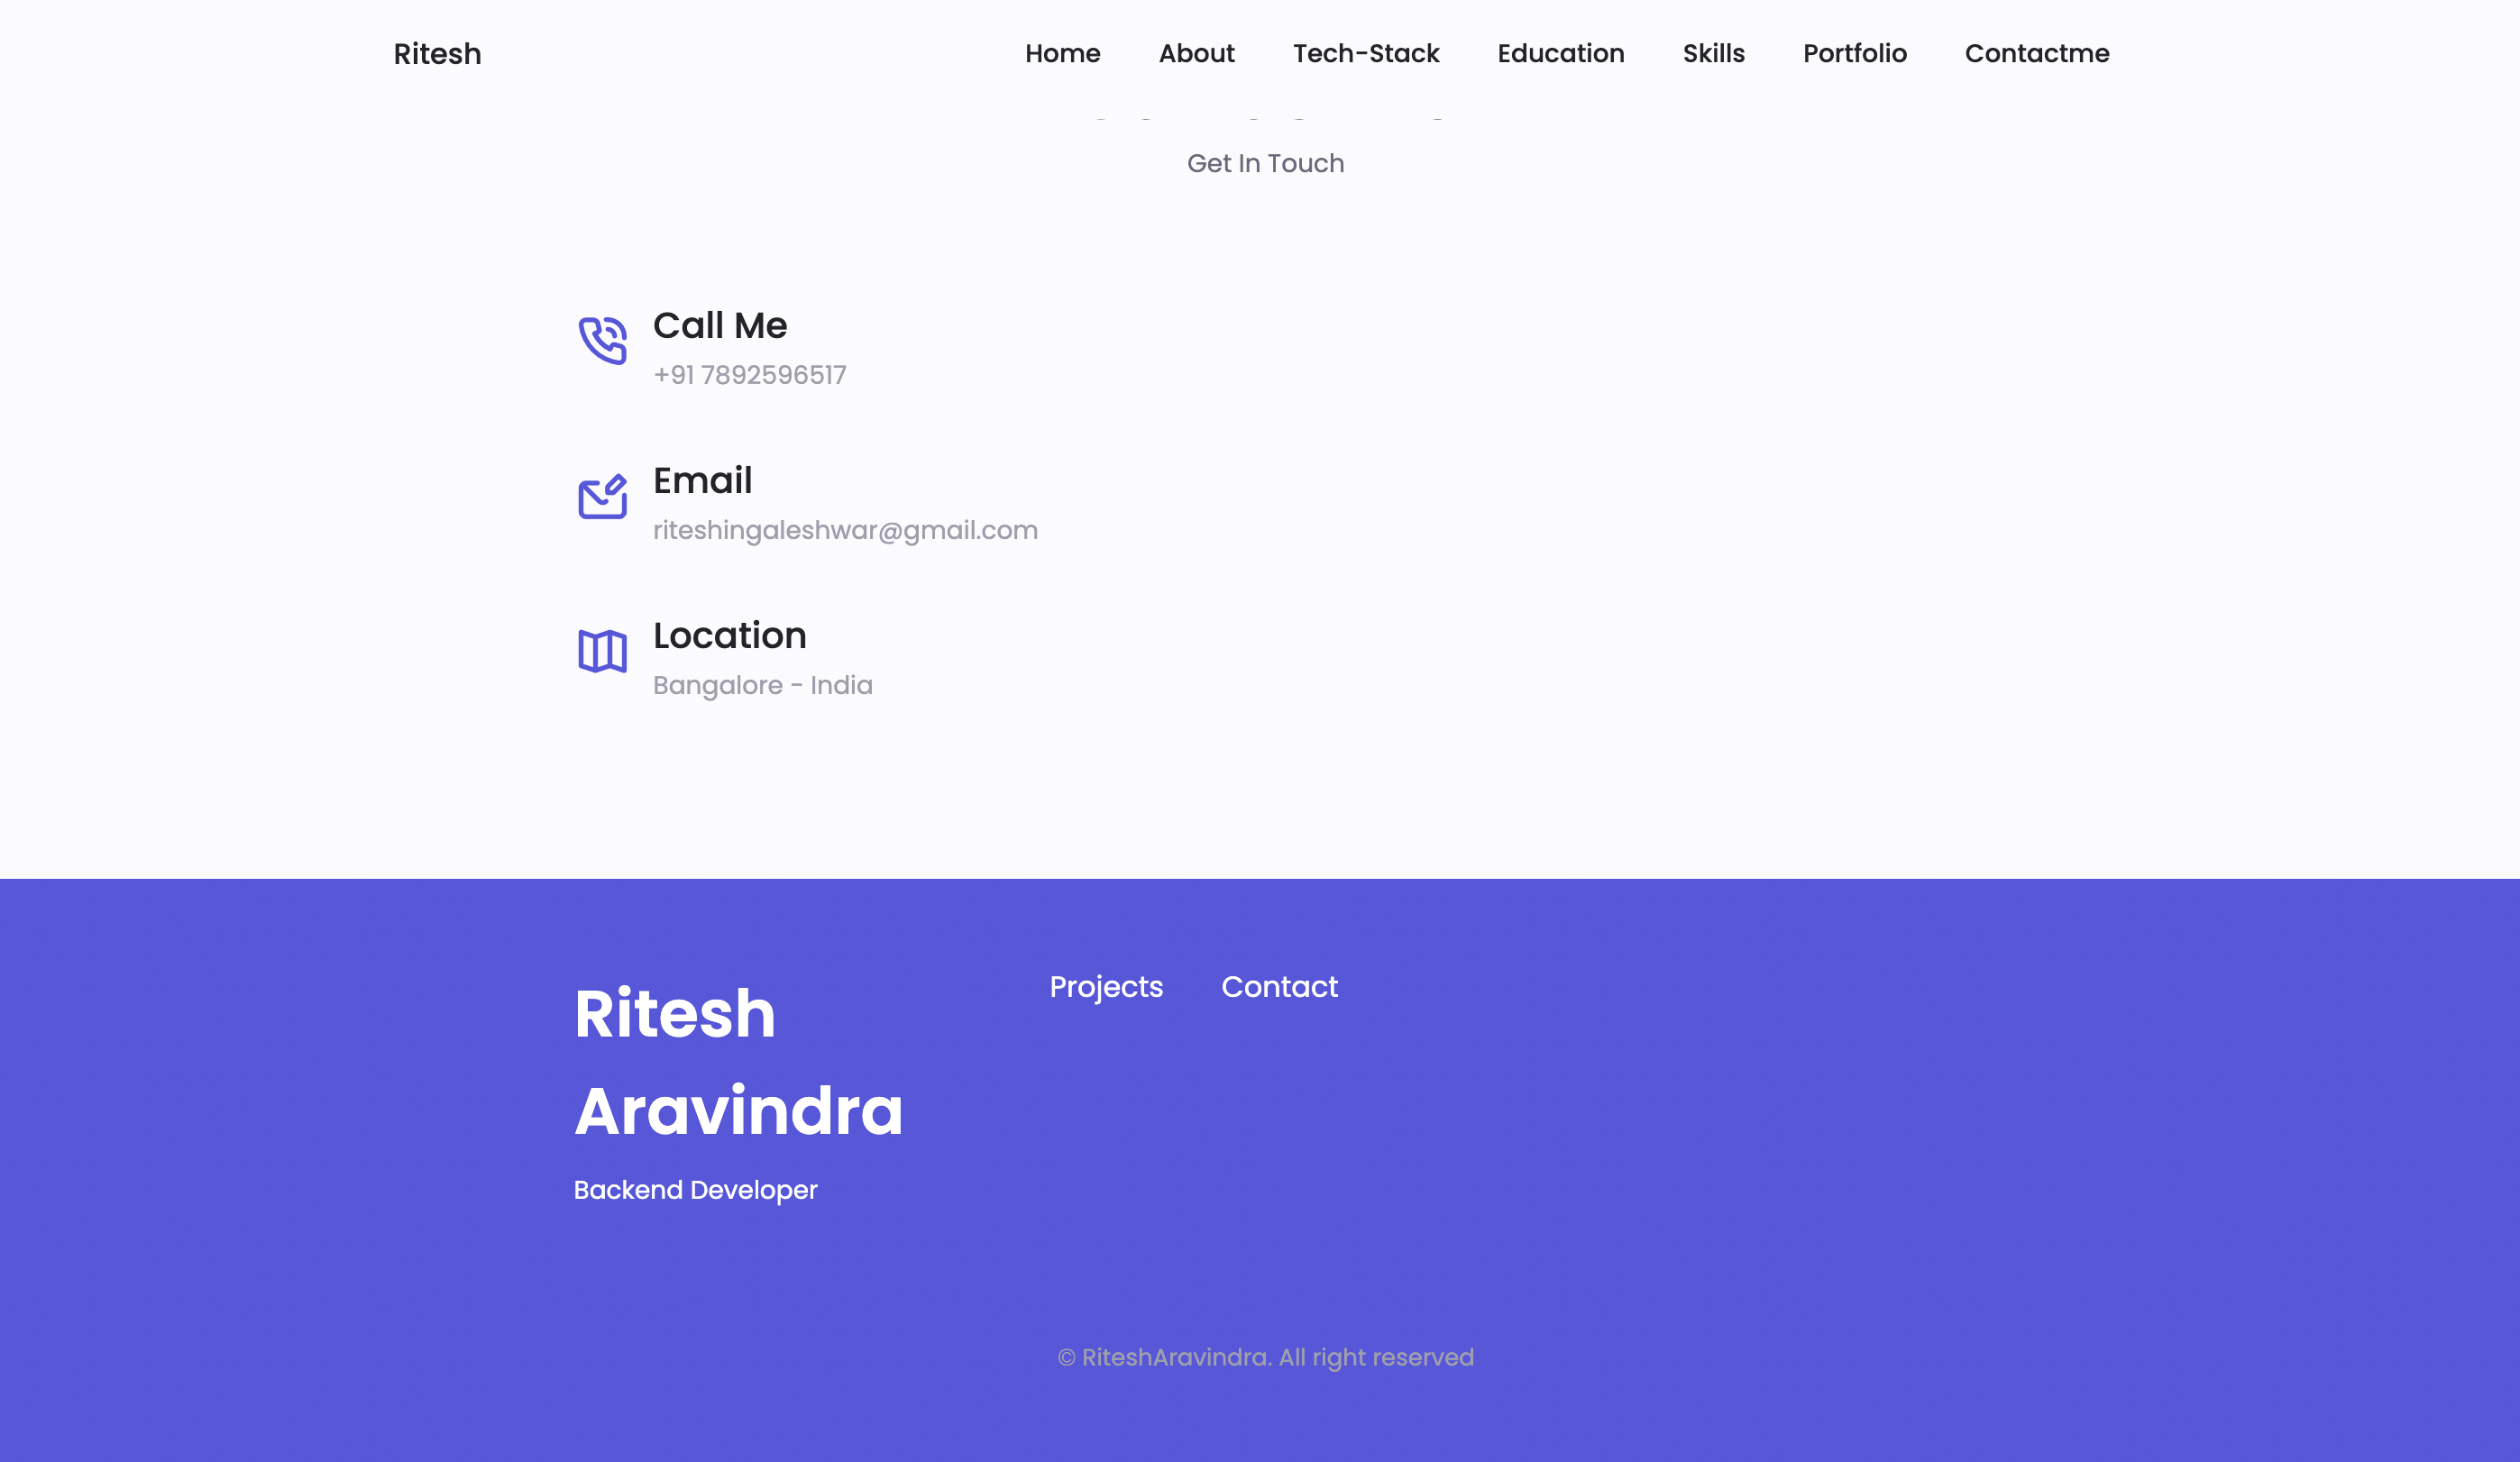 Ritesh
Home About Tech-Stack Education Skills Portfolio Contactme
Get In Touch
Call Me
+91 7892596517
Email
riteshingaleshwar@gmail.com
Location
Bangalore - India
Ritesh
Aravindra
Projects Contact
Backend Developer
© RiteshAravindra. All right reserved